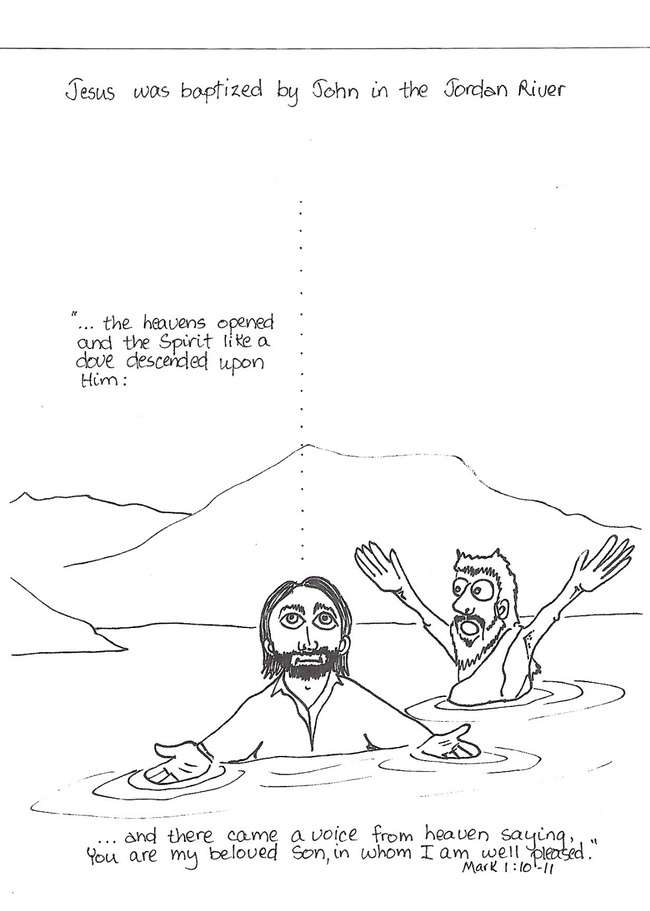 Jesus was baptized by John in the Jordan River
"... the heavens opened
and the Spirit like a
dove descended upon
Him:
... and there came a voice from heaven saying,
You are my beloved Son, in whom I am well pleased."
Mark 1:10-11